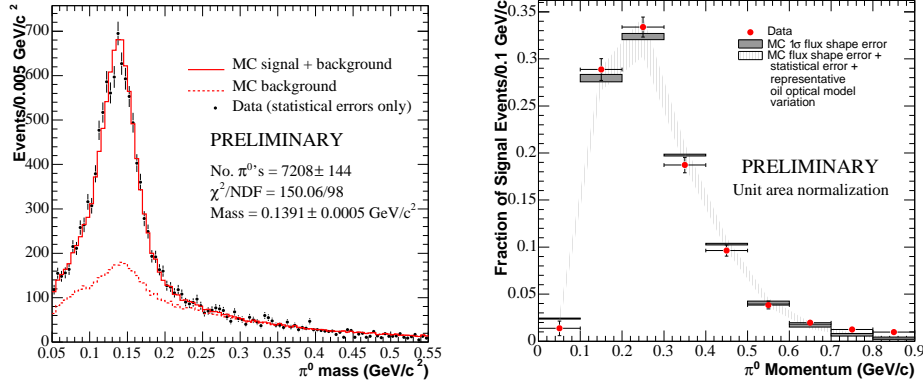 Events/0.005 GeV/c²
700
600
500
400
300
200
100
0
0.05 0.1 0.15 0.2 0.25 0.3 0.35 0.4 0.45 0.5 0.55
π⁰ mass (GeV/c²)
MC signal + background
MC background
Data (statistical errors only)
PRELIMINARY
No. π⁰'s = 7208± 144
χ²/NDF = 150.06/98
Mass = 0.1391 ± 0.0005 GeV/c²
Fraction of Signal Events/0.1 GeV/c
0.35
0.3
0.25
0.2
0.15
0.1
0.05
0
0 0.1 0.2 0.3 0.4 0.5 0.6 0.7 0.8 0.9
π⁰ Momentum (GeV/c)
Data
MC 1σ flux shape error
MC flux shape error +
statistical error +
representative
oil optical model
variation
PRELIMINARY
Unit area normalization